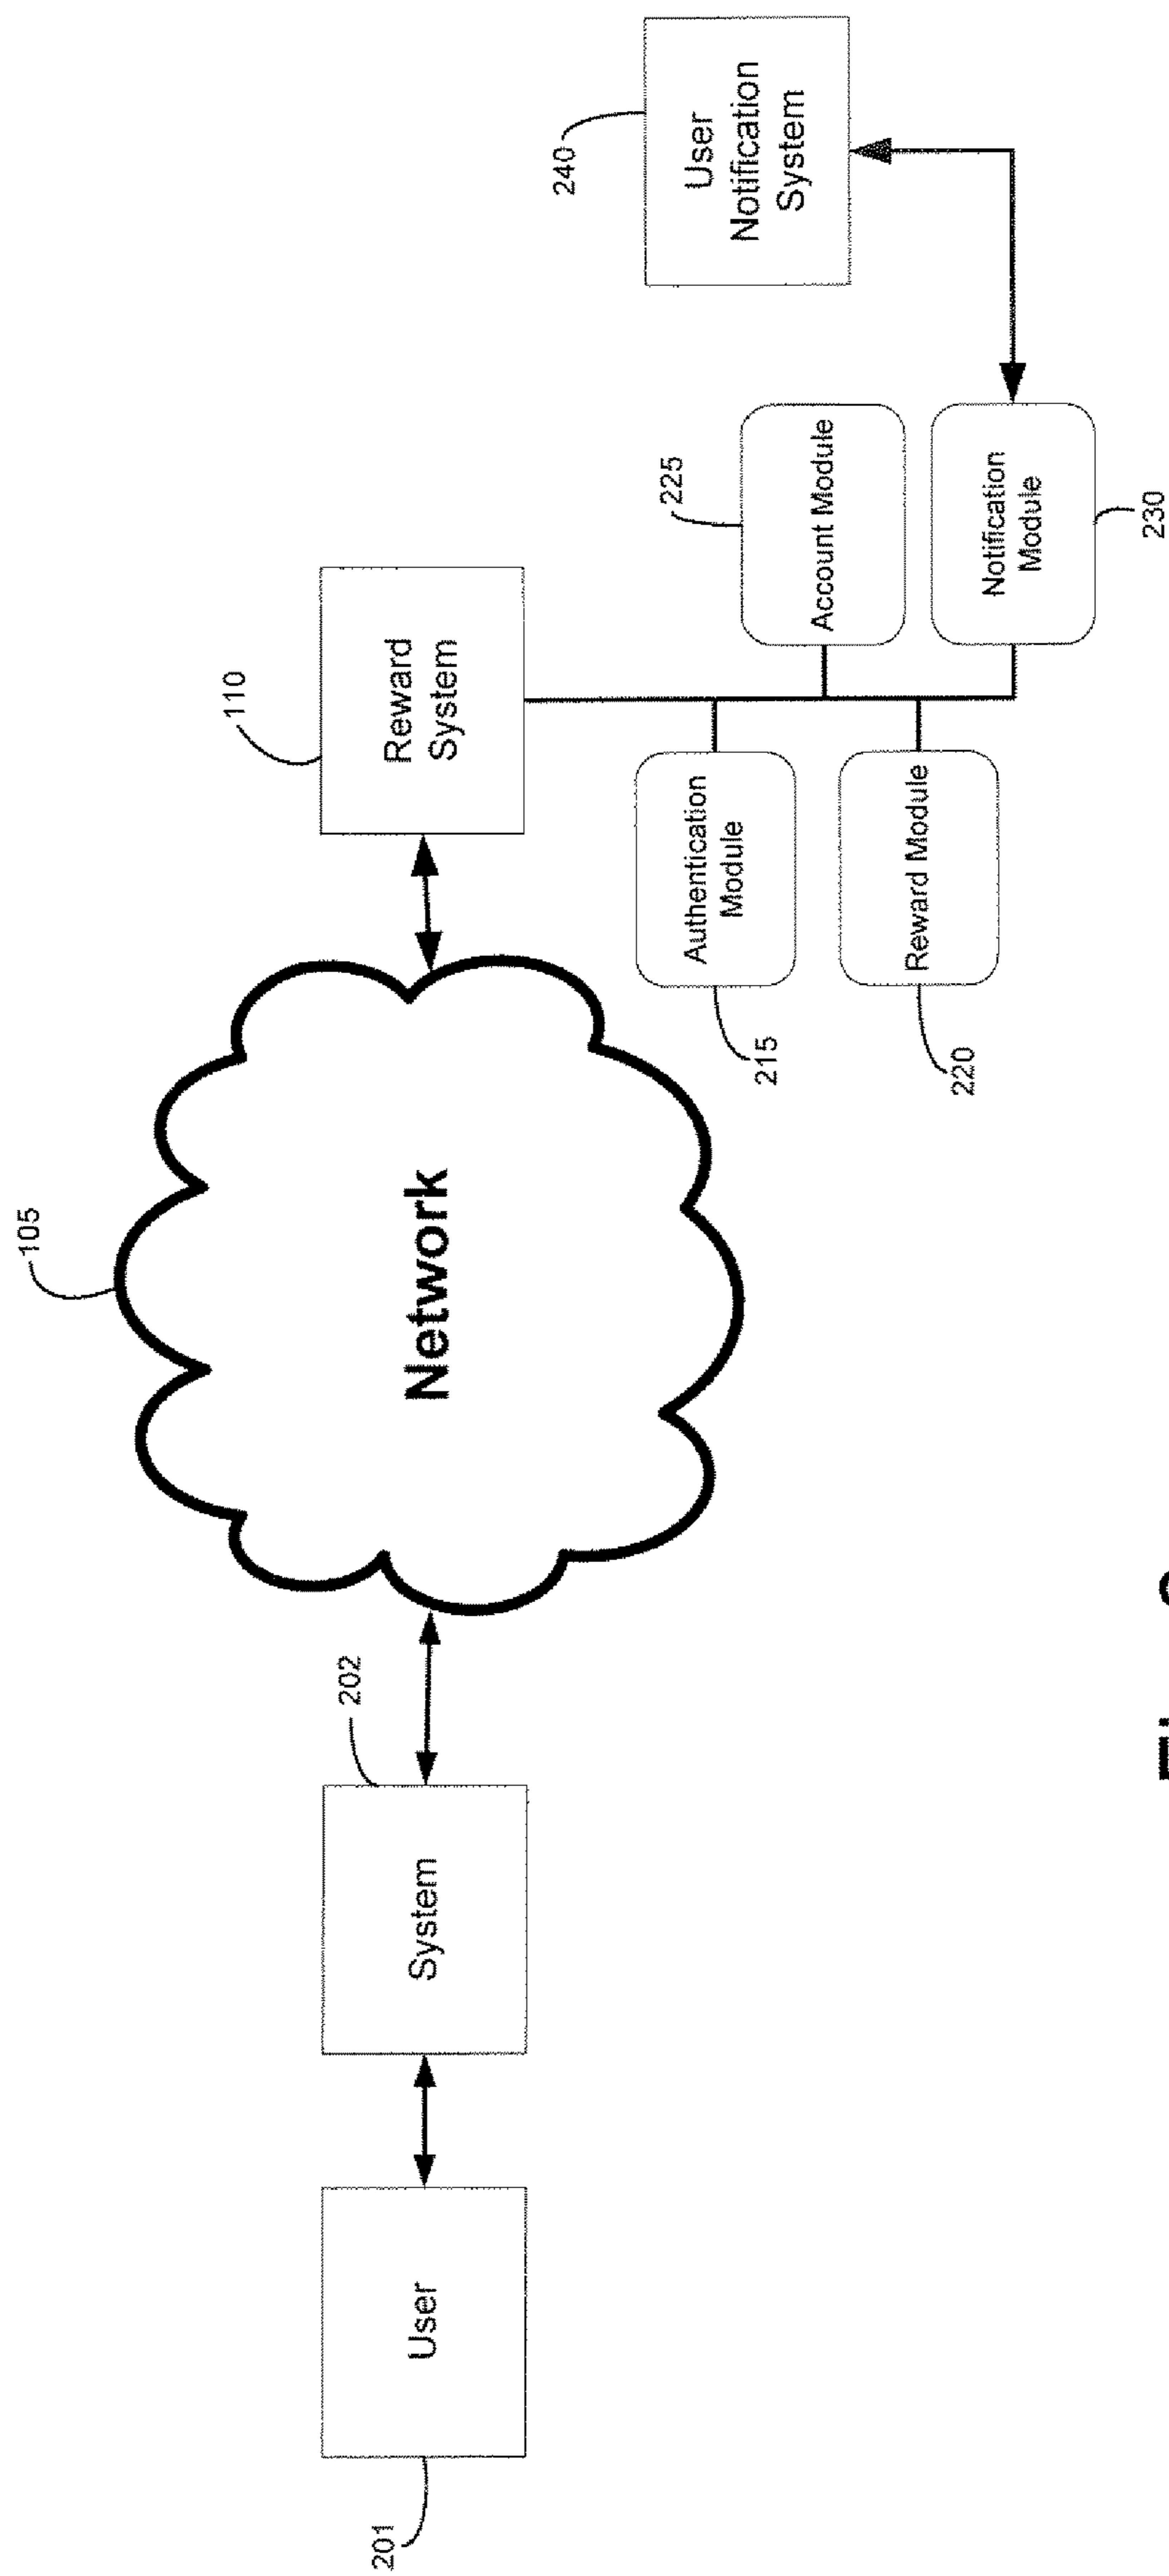 105
110
202
201
User
System
Network
Reward
System
240
User
Notification
System
225
Authentication
Module
215
Account Module
Reward Module
220
Notification
Module
230